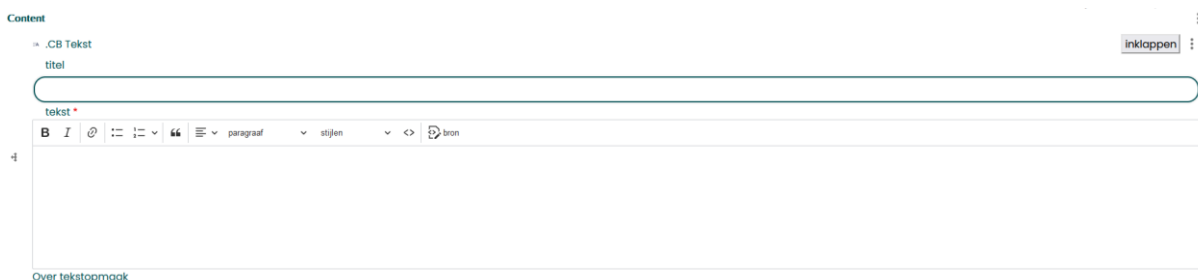 Content
.CB Tekst
inklappen
titel
tekst *
B I paragraaf stijlen <> bron
Over tekstopmaak